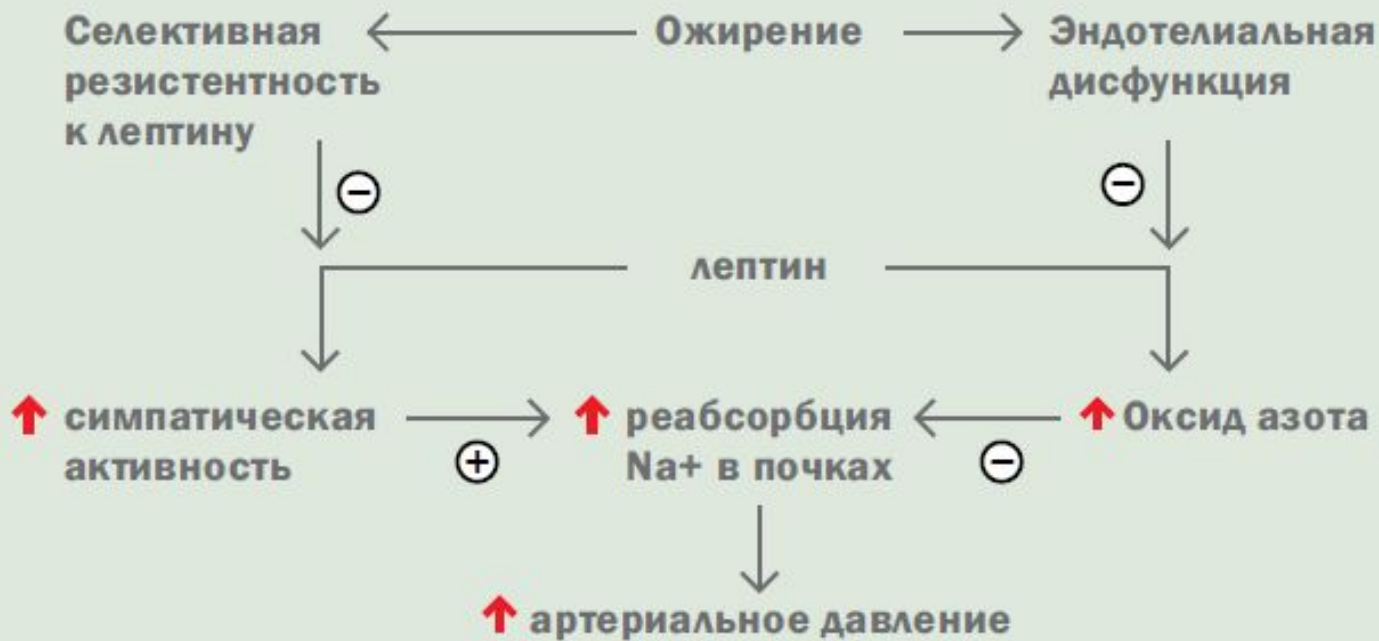 Селективная
резистентность
к лептину
Ожирение
Эндотелиальная
дисфункция
−
−
лептин
симпатическая
активность
+
реабсорбция
Na+ в почках
−
Оксид азота
артериальное давление